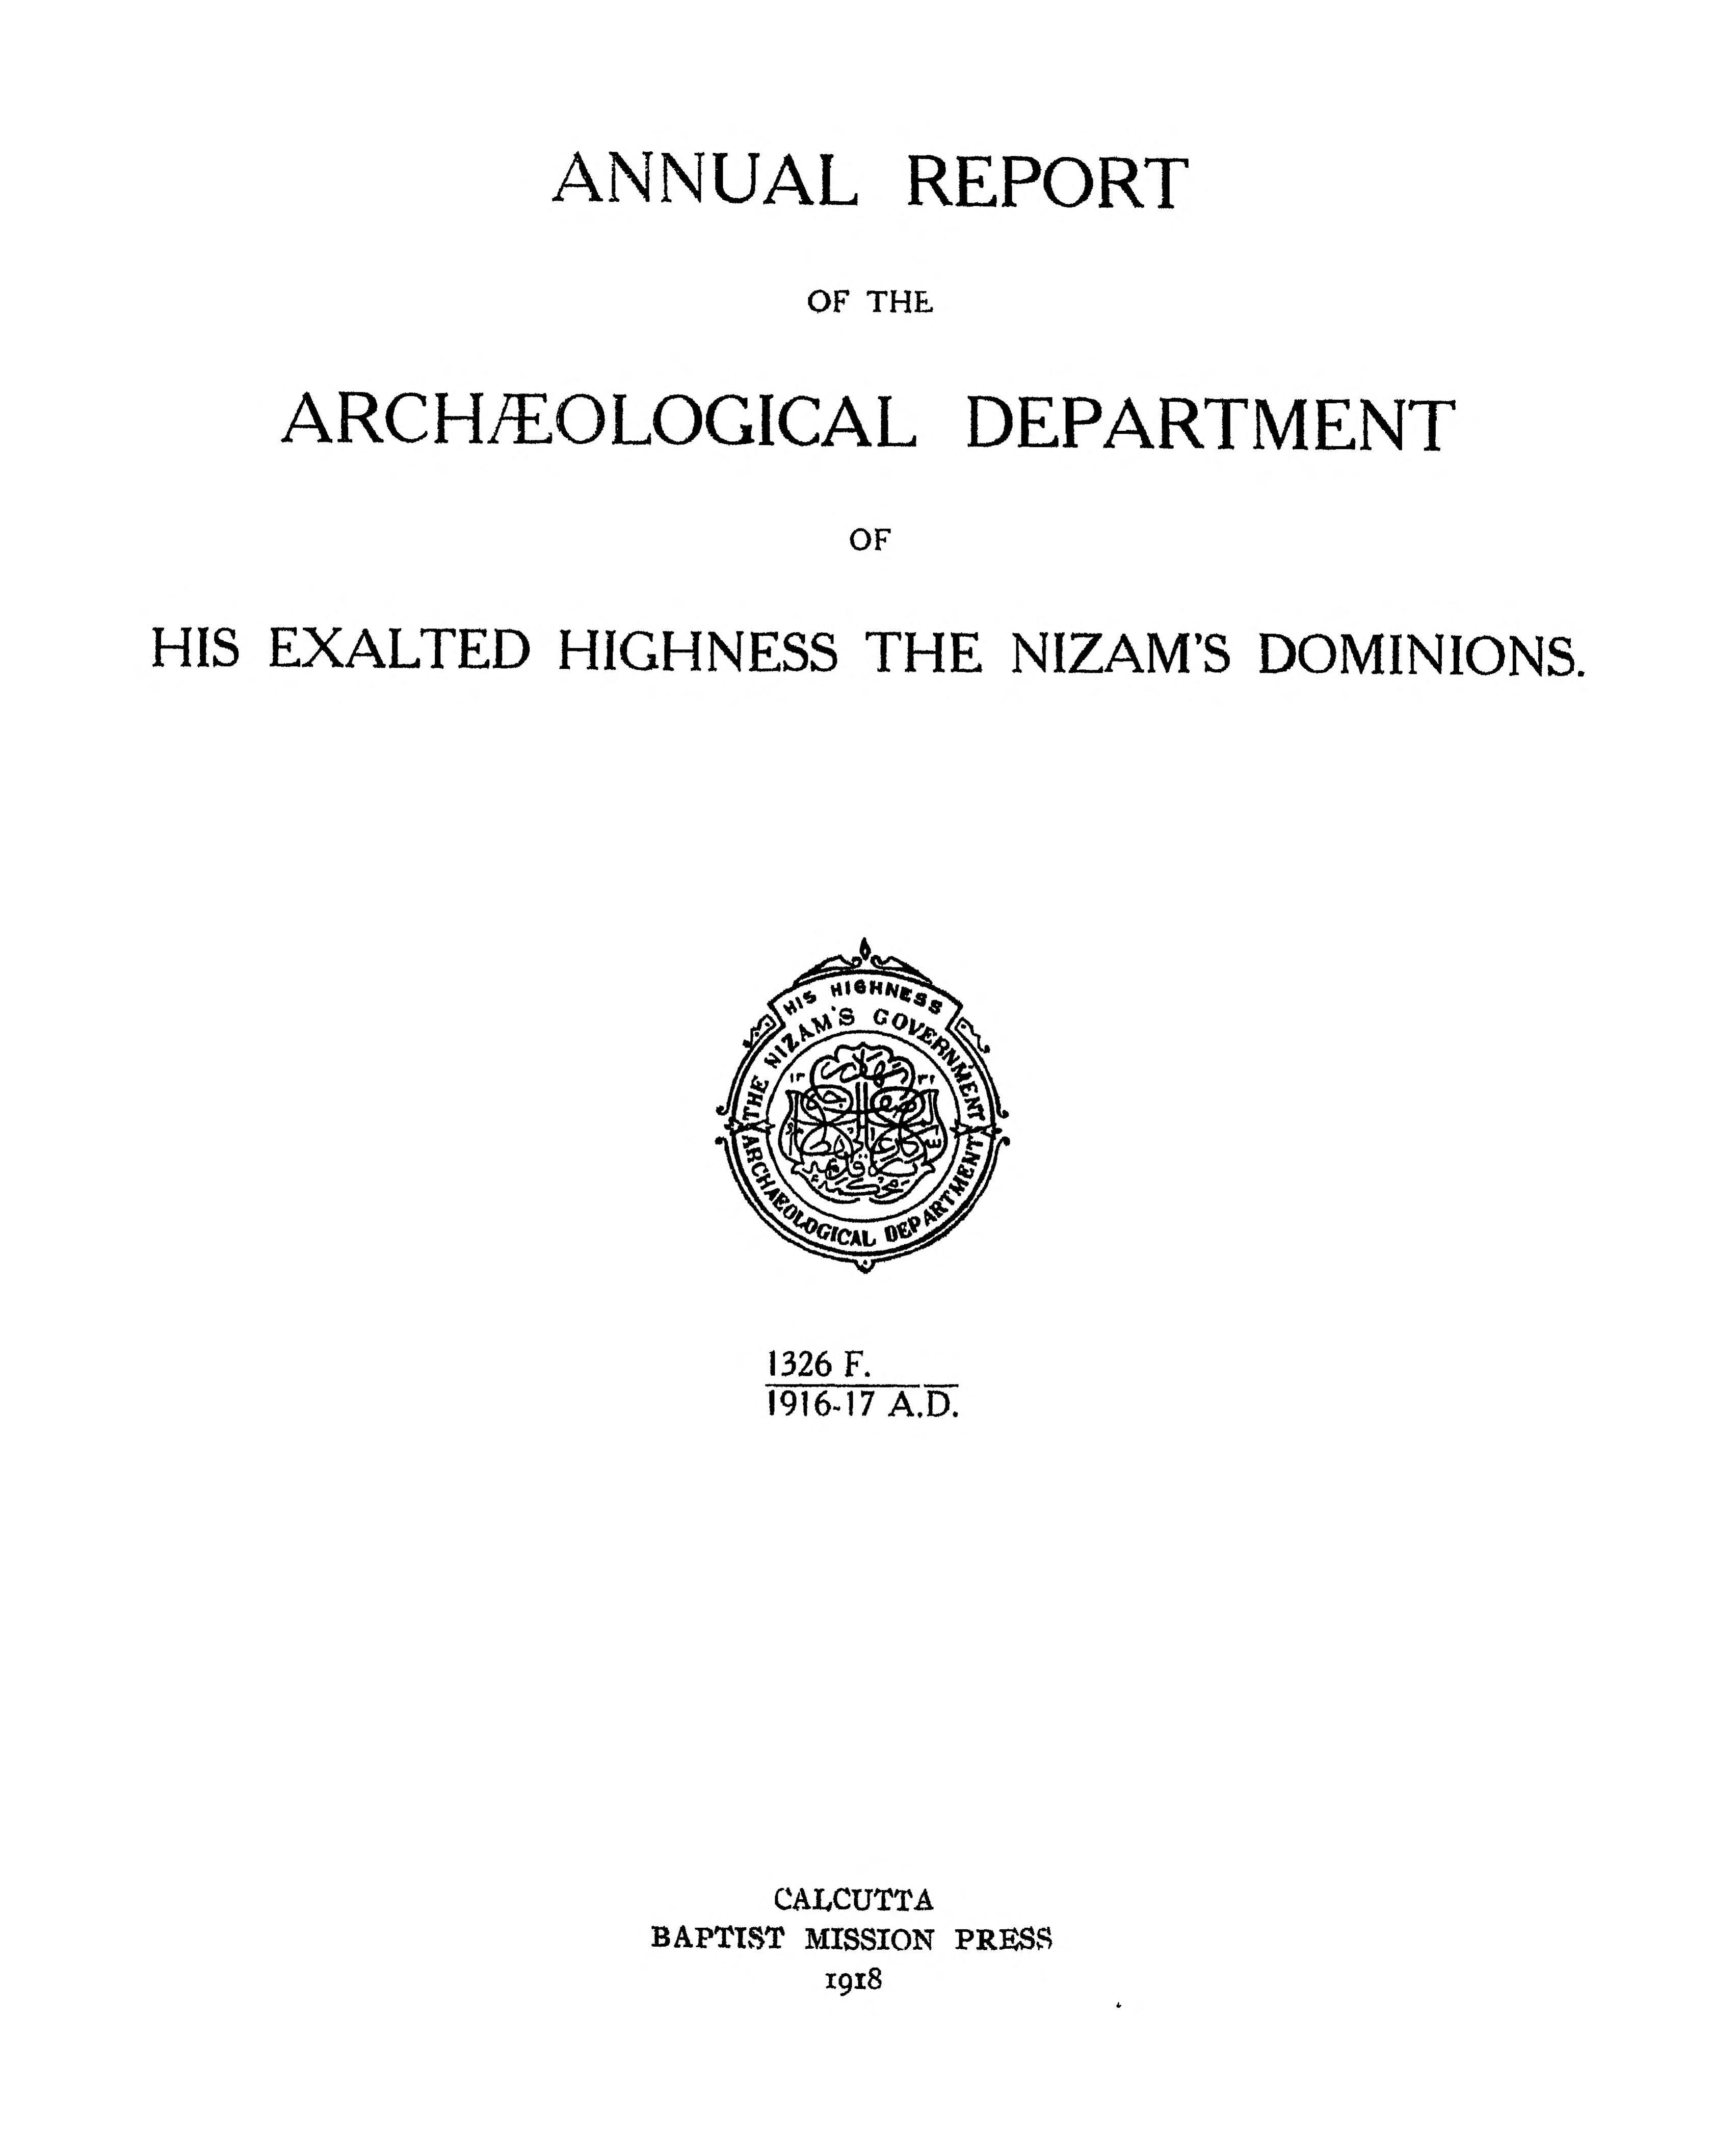 ANNUAL REPORT
OF THE
ARCHÆOLOGICAL DEPARTMENT
OF
HIS EXALTED HIGHNESS THE NIZAM'S DOMINIONS.
HIS HIGHNESS
THE NIZAM'S GOVERNMENT
ARCHÆOLOGICAL DEPARTMENT
1326 F.
1916-17 A.D.
CALCUTTA
BAPTIST MISSION PRESS
1918